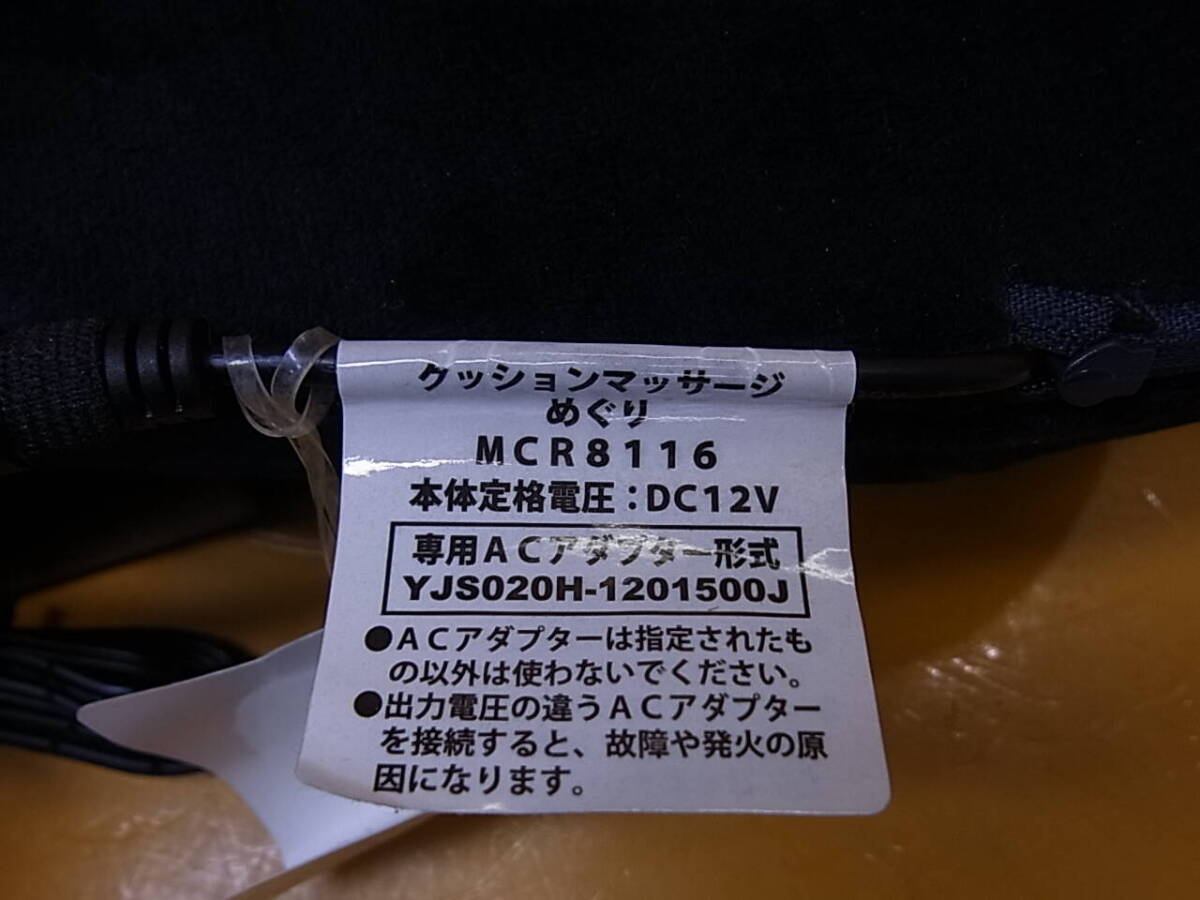 クッションマッサージ
めぐり
MCR8116
本体定格電圧：DC12V
専用ACアダプター形式
YJS020H-1201500J
●ACアダプターは指定されたも
の以外は使わないでください。
●出力電圧の違うACアダプター
を接続すると、故障や発火の原
因になります。